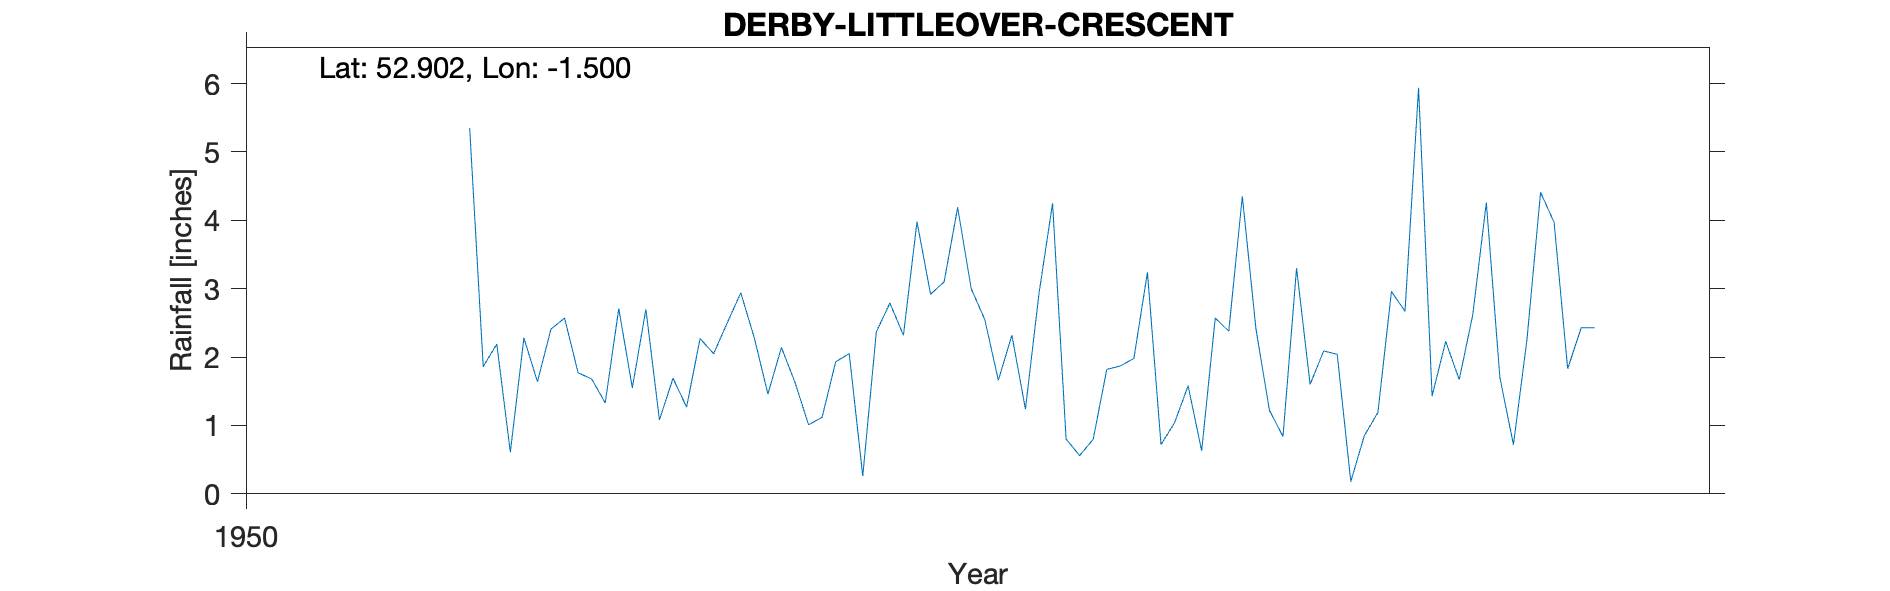 DERBY-LITTLEOVER-CRESCENT
Lat: 52.902, Lon: -1.500
6
5
4
3
2
1
0
Rainfall [inches]
1950
Year